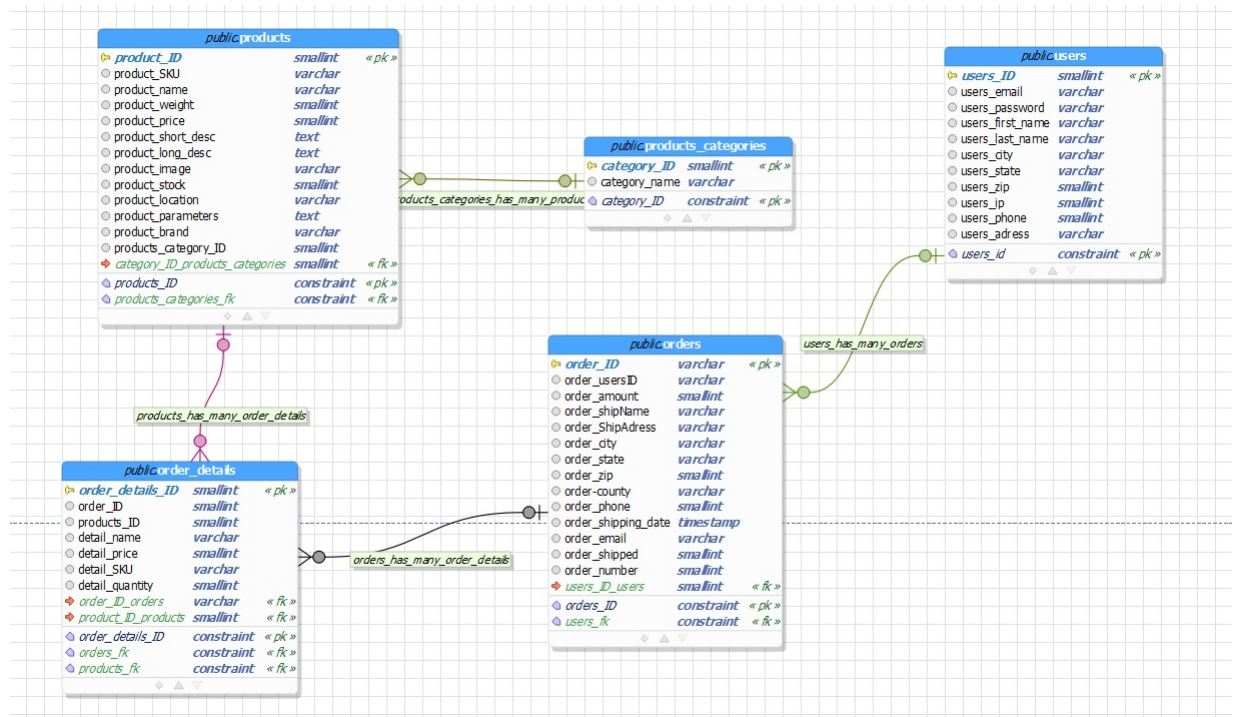 public.products
product_ID smallint «pk»
product_SKU varchar
product_name varchar
product_weight smallint
product_price smallint
product_short_desc text
product_long_desc text
product_image varchar
product_stock smallint
product_location varchar
product_parameters text
product_brand varchar
products_category_ID smallint
category_ID_products_categories smallint «fk»
products_ID constraint «pk»
products_categories_fk constraint «fk»
public.products_categories
category_ID smallint «pk»
category_name varchar
category_ID constraint «pk»
roducts_categories_has_many_produc
public.users
users_ID smallint «pk»
users_email varchar
users_password varchar
users_first_name varchar
users_last_name varchar
users_city varchar
users_state varchar
users_zip smallint
users_ip smallint
users_phone smallint
users_adress varchar
users_id constraint «pk»
users_has_many_orders
public.orders
order_ID varchar «pk»
order_usersID varchar
order_amount smallint
order_shipName varchar
order_ShipAdress varchar
order_city varchar
order_state varchar
order_zip smallint
order-county varchar
order_phone smallint
order_shipping_date timestamp
order_email varchar
order_shipped smallint
order_number smallint
users_ID_users smallint «fk»
orders_ID constraint «pk»
users_fk constraint «fk»
products_has_many_order_details
public.order_details
order_details_ID smallint «pk»
order_ID smallint
products_ID smallint
detail_name varchar
detail_price smallint
detail_SKU varchar
detail_quantity smallint
order_ID_orders varchar «fk»
product_ID_products smallint «fk»
order_details_ID constraint «pk»
orders_fk constraint «fk»
products_fk constraint «fk»
orders_has_many_order_details